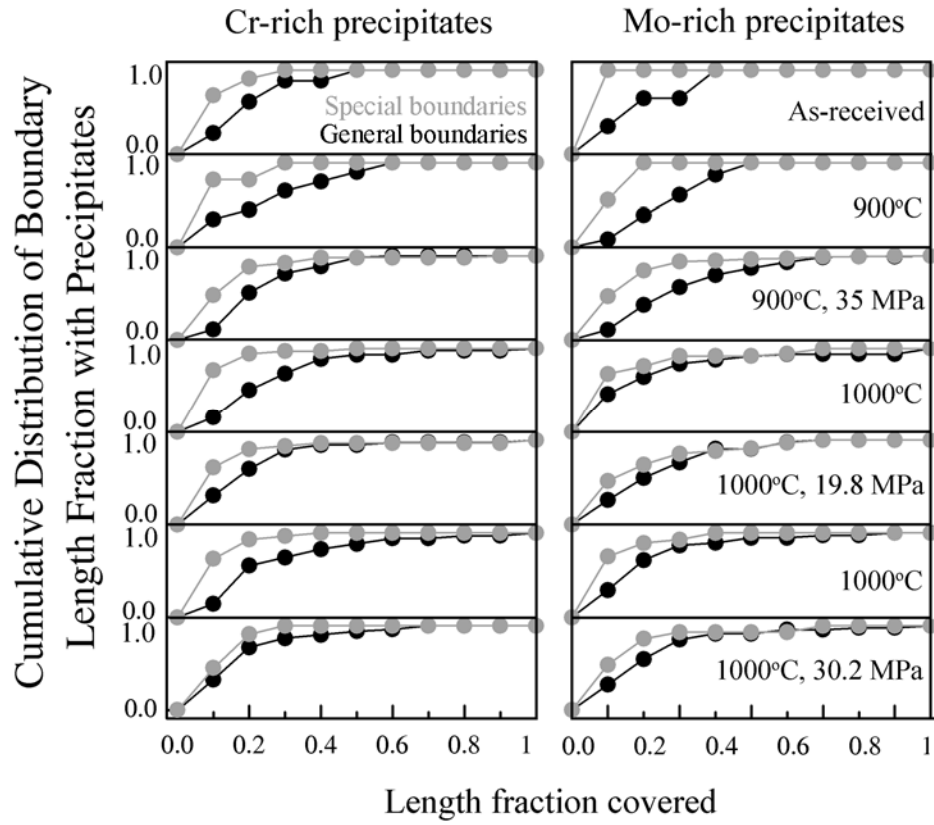 Cr-rich precipitates
Mo-rich precipitates
Cumulative Distribution of Boundary
Length Fraction with Precipitates
1.0
Special boundaries
General boundaries
0.0
As-received
1.0
0.0
900°C
1.0
0.0
900°C, 35 MPa
1.0
0.0
1000°C
1.0
0.0
1000°C, 19.8 MPa
1.0
0.0
1000°C
1.0
1000°C, 30.2 MPa
0.0 0.2 0.4 0.6 0.8 1
0.0 0.2 0.4 0.6 0.8 1
Length fraction covered